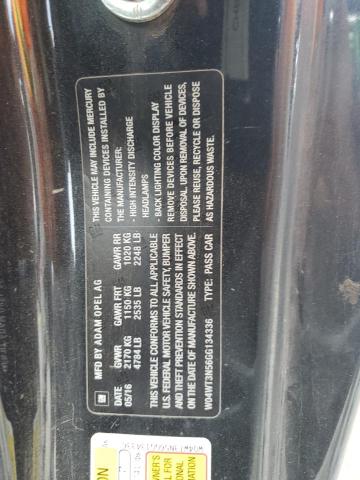 GM
MFD BY ADAM OPEL AG
DATE GVWR GAWR FRT GAWR RR
05/16 2170 KG 1150 KG 1020 KG
4784 LB 2535 LB 2248 LB
THIS VEHICLE CONFORMS TO ALL APPLICABLE
U.S. FEDERAL MOTOR VEHICLE SAFETY, BUMPER
AND THEFT PREVENTION STANDARDS IN EFFECT
ON THE DATE OF MANUFACTURE SHOWN ABOVE.
W04WT3N56GG134336 TYPE: PASS CAR
THIS VEHICLE MAY INCLUDE MERCURY
CONTAINING DEVICES INSTALLED BY
THE MANUFACTURER:
- HIGH INTENSITY DISCHARGE
HEADLAMPS
- BACK LIGHTING COLOR DISPLAY
REMOVE DEVICES BEFORE VEHICLE
DISPOSAL. UPON REMOVAL OF DEVICES,
PLEASE REUSE, RECYCLE OR DISPOSE
AS HAZARDOUS WASTE.